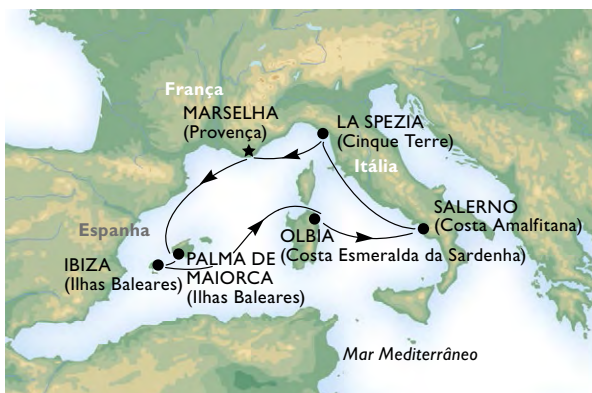 França
MARSELHA
(Provença)
LA SPEZIA
(Cinque Terre)
Itália
SALERNO
(Costa Amalfitana)
Espanha
OLBIA
(Costa Esmeralda da Sardenha)
IBIZA
(Ilhas Baleares)
PALMA DE
MAIORCA
(Ilhas Baleares)
Mar Mediterrâneo